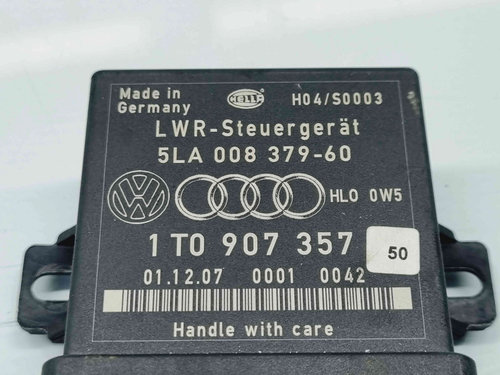 Made in
Germany
HELLA
H04/S0003
LWR-Steuergerät
5LA 008 379-60
HLO 0W5
1T0 907 357
50
01.12.07 0001 0042
Handle with care